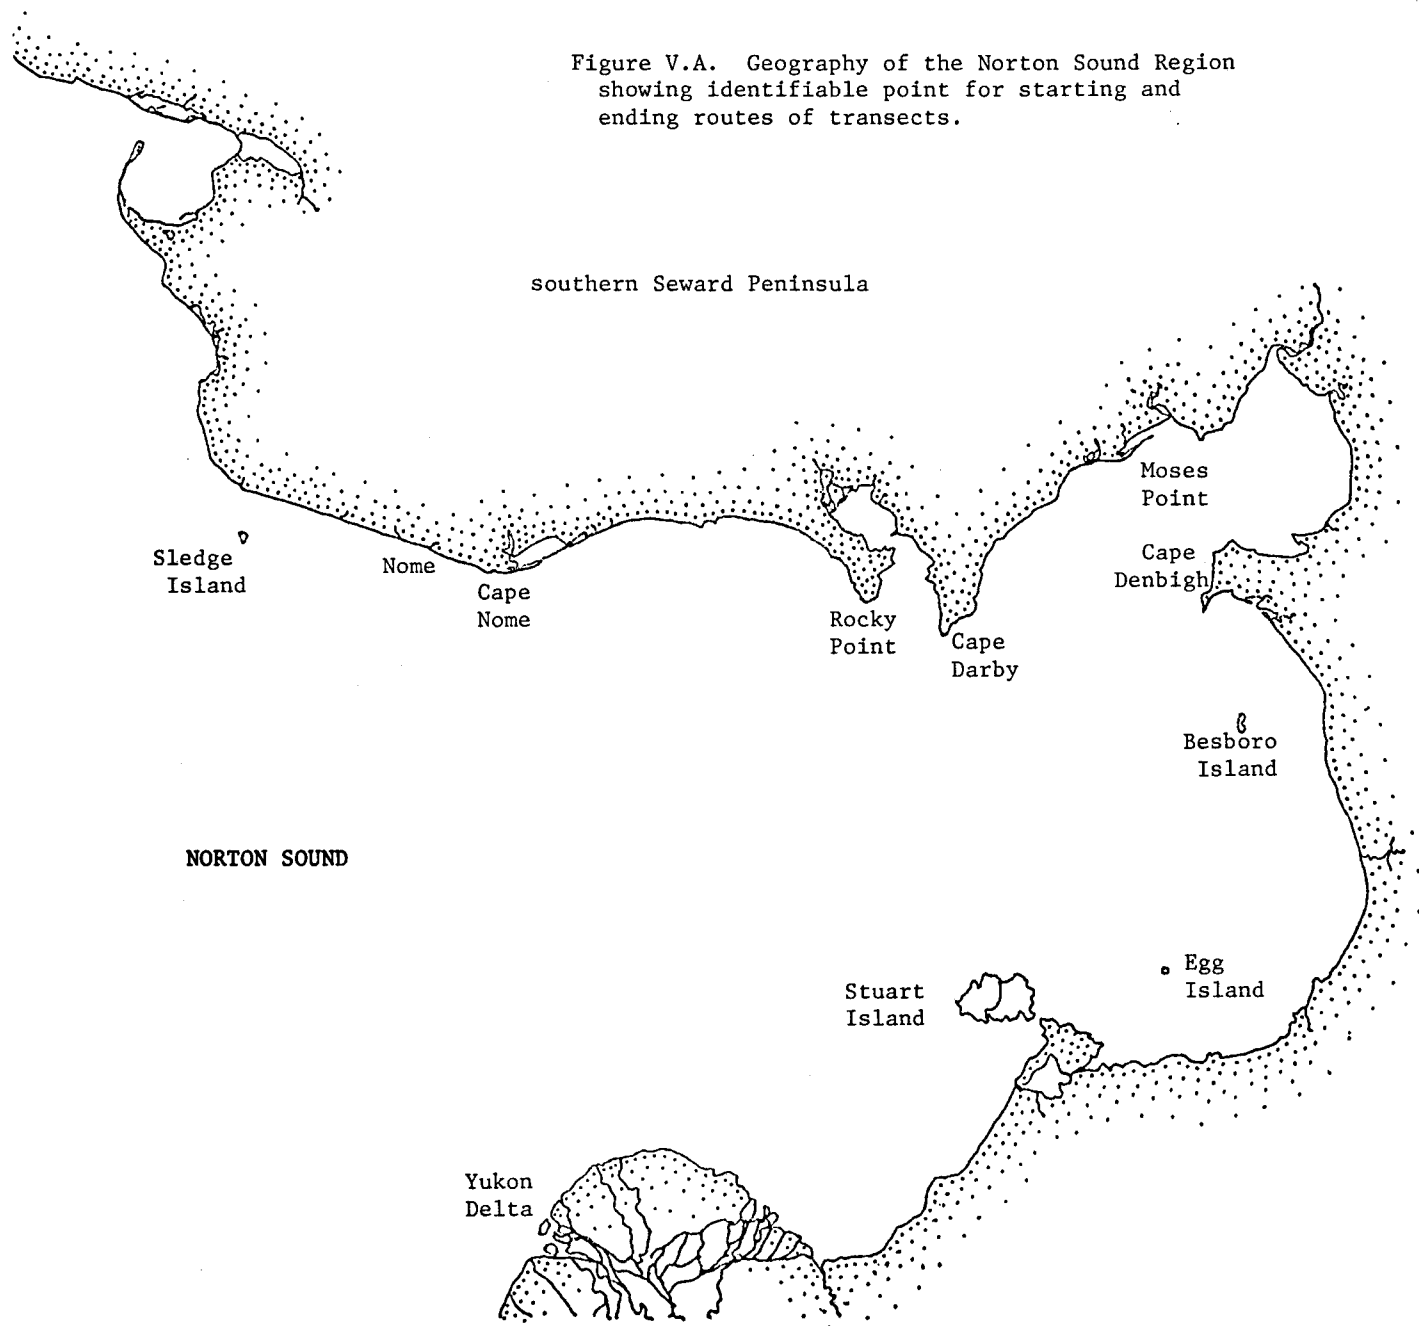 Figure V.A. Geography of the Norton Sound Region
showing identifiable point for starting and
ending routes of transects.
southern Seward Peninsula
Moses
Point
Sledge
Island
Nome
Cape
Nome
Cape
Denbigh
Rocky
Point
Cape
Darby
Besboro
Island
NORTON SOUND
Egg
Island
Stuart
Island
Yukon
Delta